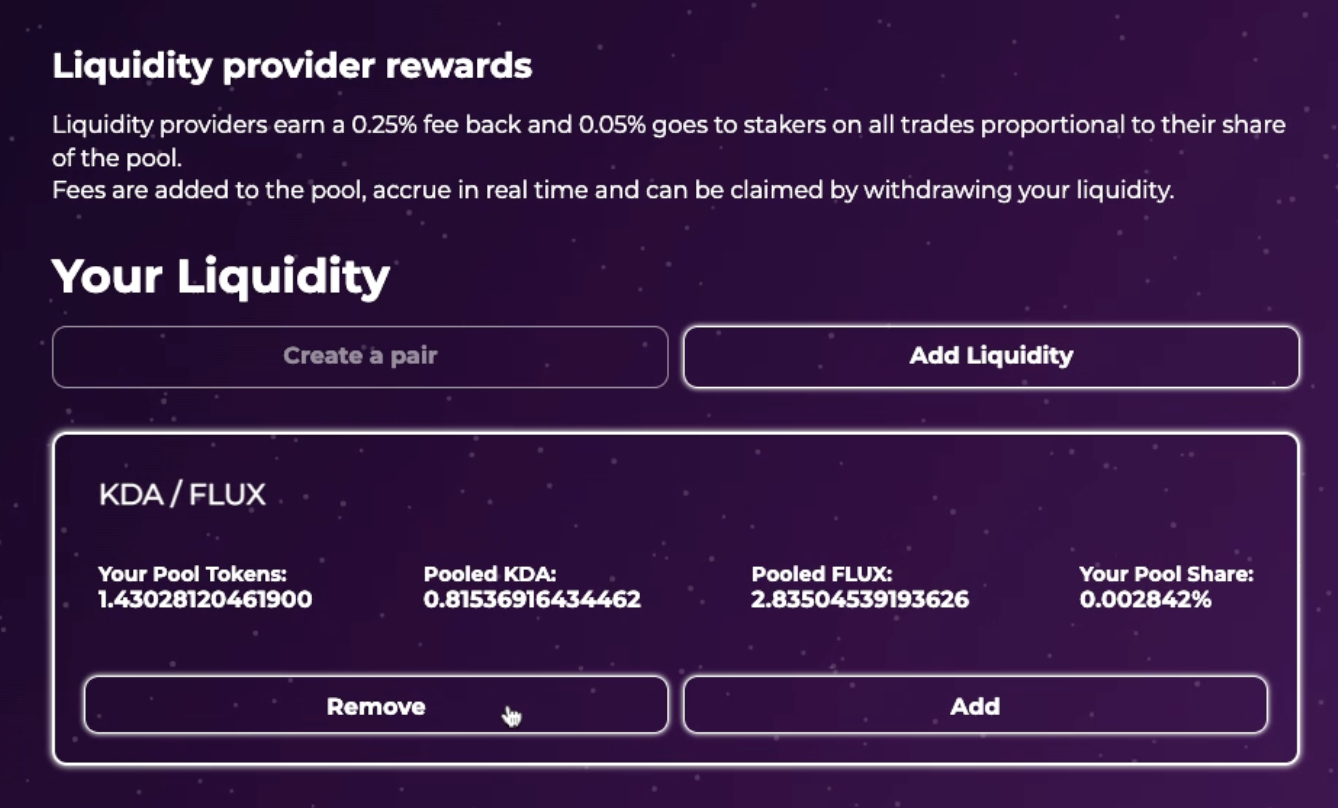 Liquidity provider rewards
Liquidity providers earn a 0.25% fee back and 0.05% goes to stakers on all trades proportional to their share
of the pool.
Fees are added to the pool, accrue in real time and can be claimed by withdrawing your liquidity.
Your Liquidity
Create a pair
Add Liquidity
KDA / FLUX
Your Pool Tokens:
1.43028120461900
Pooled KDA:
0.81536916434462
Pooled FLUX:
2.83504539193626
Your Pool Share:
0.002842%
Remove
Add